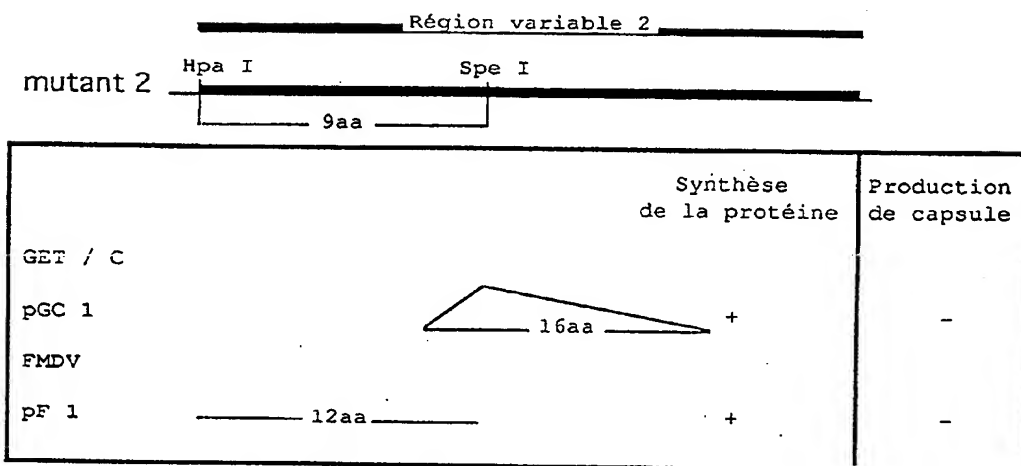 Région variable 2
Hpa I Spe I
mutant 2
9aa
Synthèse Production
de la protéine de capsule
GET / C
pGC 1 16aa + -
FMDV
pF 1 12aa + -